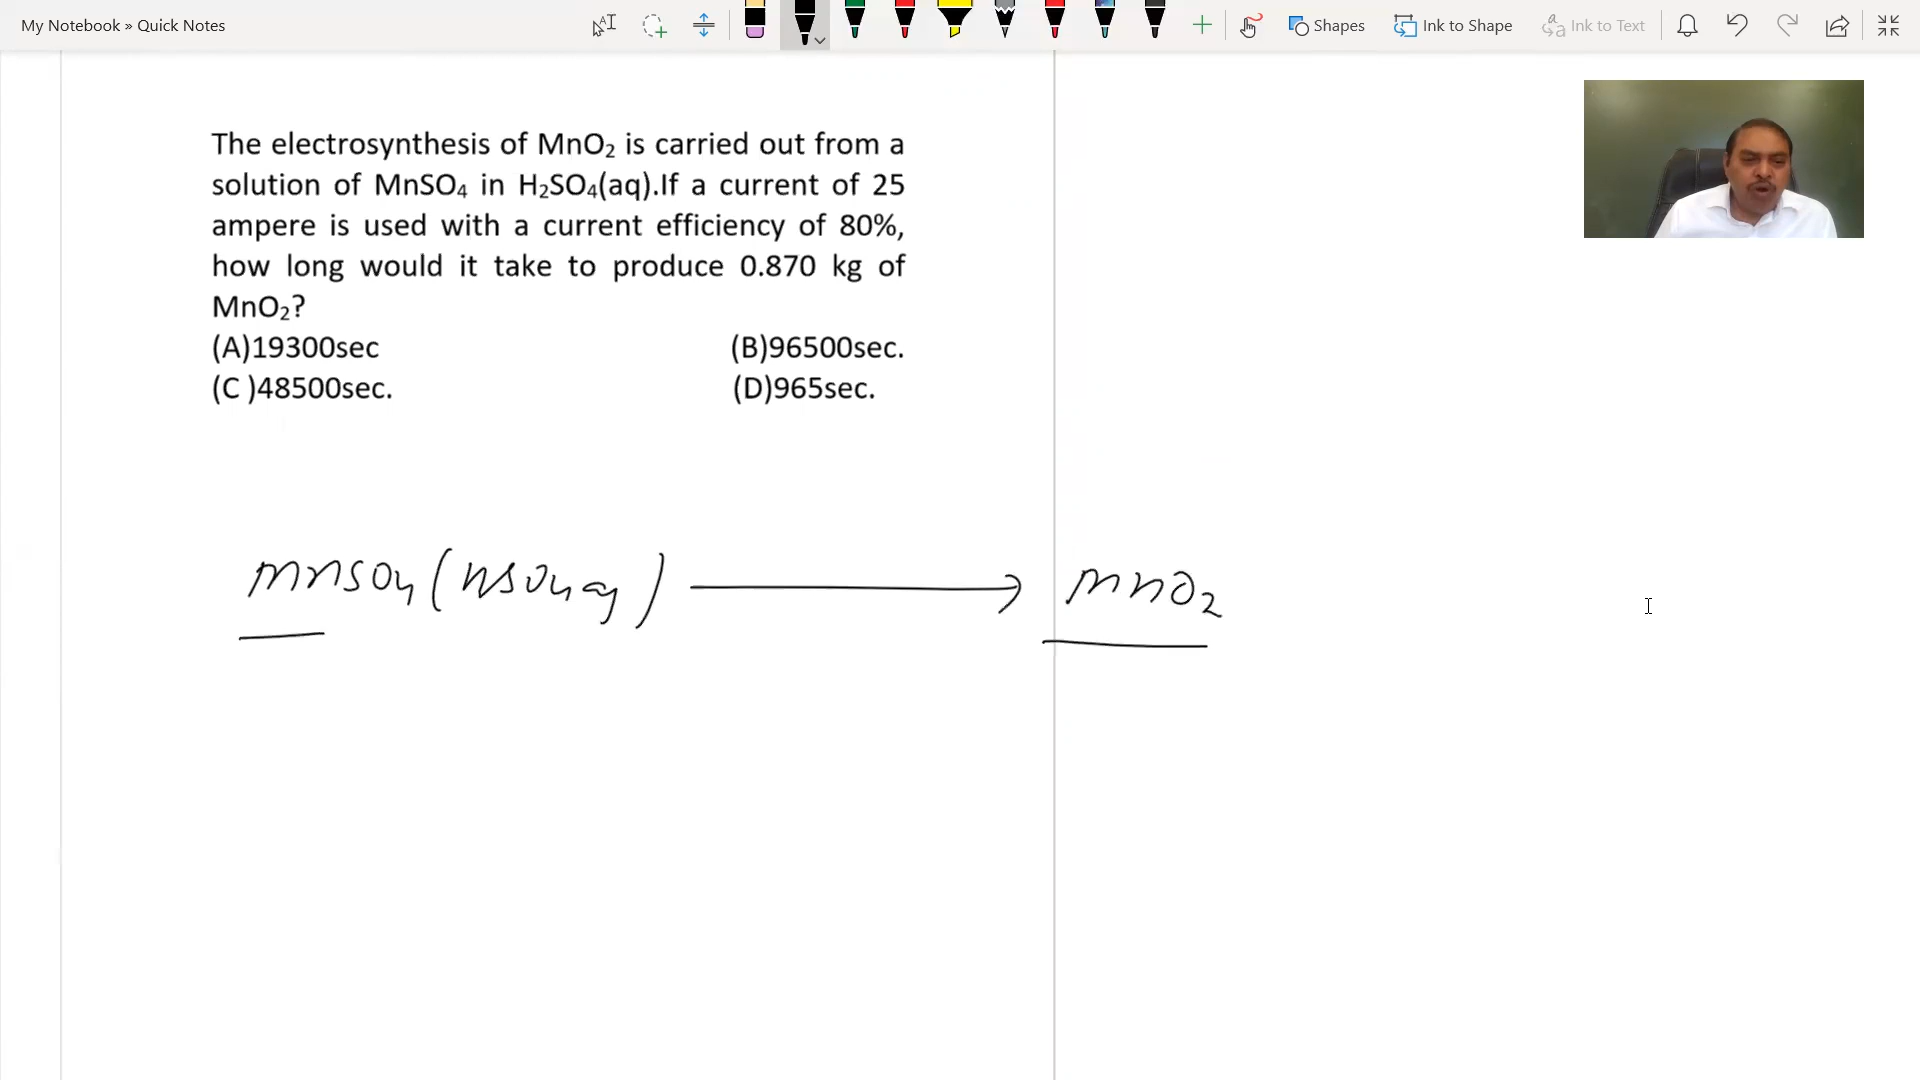 My Notebook » Quick Notes
Shapes
Ink to Shape
Ink to Text
The electrosynthesis of MnO₂ is carried out from a
solution of MnSO₄ in H₂SO₄(aq).If a current of 25
ampere is used with a current efficiency of 80%,
how long would it take to produce 0.870 kg of
MnO₂?
(A)19300sec (B)96500sec.
(C )48500sec. (D)965sec.
MnSO₄ (HSO₄ aq) ⟶ MnO₂